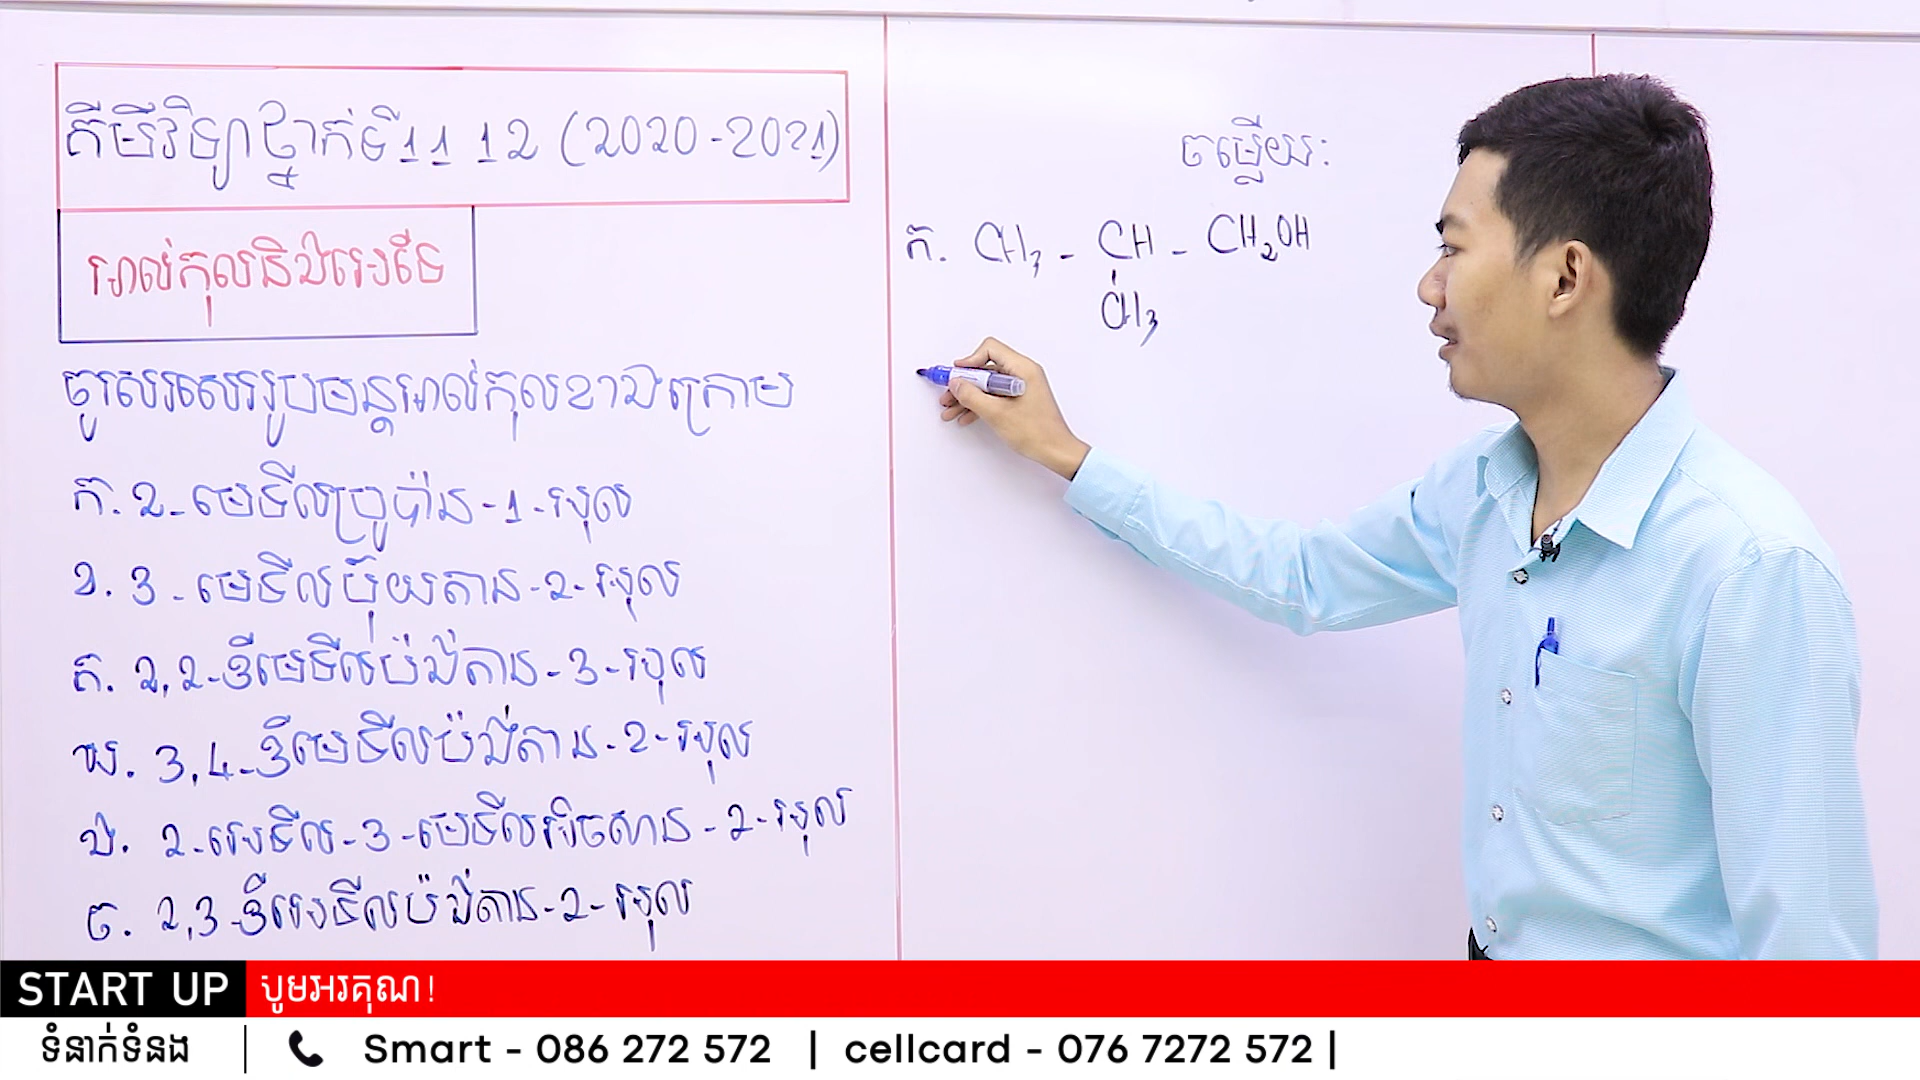 គីមីវិទ្យាថ្នាក់ទី11 12 (2020-2021)
អាល់កុលនិងអេទែ
ចូរសរសេររូបមន្តអាល់កុលខាងក្រោម
ក. 2-មេទីលប្រូប៉ាន-1-អុល
ខ. 3-មេទីលប៊ុយតាន-2-អុល
គ. 2,2-ឌីមេទីលប៉ង់តាន-3-អុល
ឃ. 3,4-ឌីមេទីលប៉ង់តាន-2-អុល
ង. 2-អេទីល-3-មេទីលអិចសាន-2-អុល
ច. 2,3-ឌីអេទីលប៉ង់តាន-2-អុល
ចម្លើយ:
ក. CH3 - CH - CH2OH
CH3
START UP បូមអរគុណ!
ទំនាក់ទំនង | Smart - 086 272 572 | cellcard - 076 7272 572 |